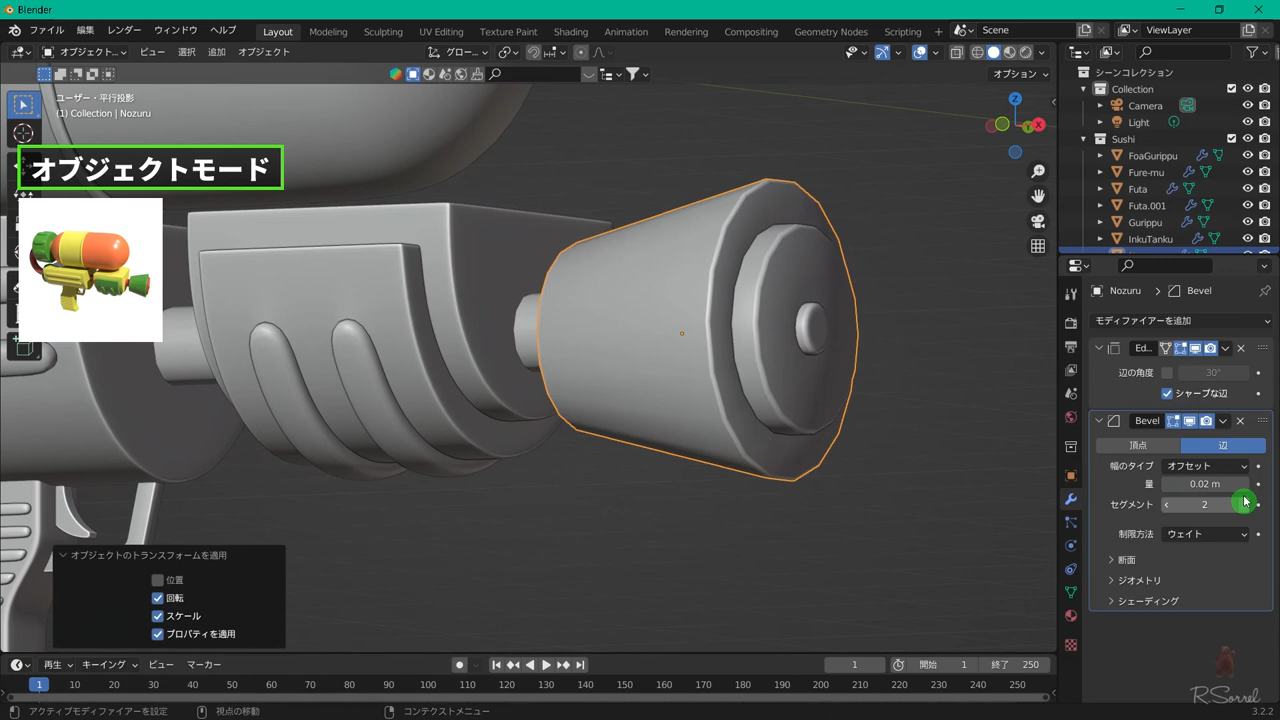 Blender
ファイル 編集 レンダー ウィンドウ ヘルプ Layout Modeling Sculpting UV Editing Texture Paint Shading Animation Rendering Compositing Geometry Nodes Scripting + Scene ViewLayer
オブジェクト... ビュー 選択 追加 オブジェクト グロー...
オプション
シーンコレクション
Collection
Camera
Light
Sushi
FoaGurippu
Fure-mu
Futa
Futa.001
Gurippu
InkuTanku
ユーザー・平行投影
(1) Collection | Nozuru
Z
Y
X
オブジェクトモード
Nozuru > Bevel
モディファイアーを追加
Ed...
辺の角度 30°
シャープな辺
Bevel
頂点 辺
幅のタイプ オフセット
量 0.02 m
セグメント 2
制限方法 ウェイト
断面
ジオメトリ
シェーディング
オブジェクトのトランスフォームを適用
位置
回転
スケール
プロパティを適用
再生 キーイング ビュー マーカー 1 開始 1 終了 250
1 10 20 30 40 50 60 70 80 90 100 110 120 130 140 150 160 170 180 190 200 210 220 230 240 250
アクティブモディファイアーを設定 視点の移動 コンテクストメニュー 3.2.2
R.Sorrel